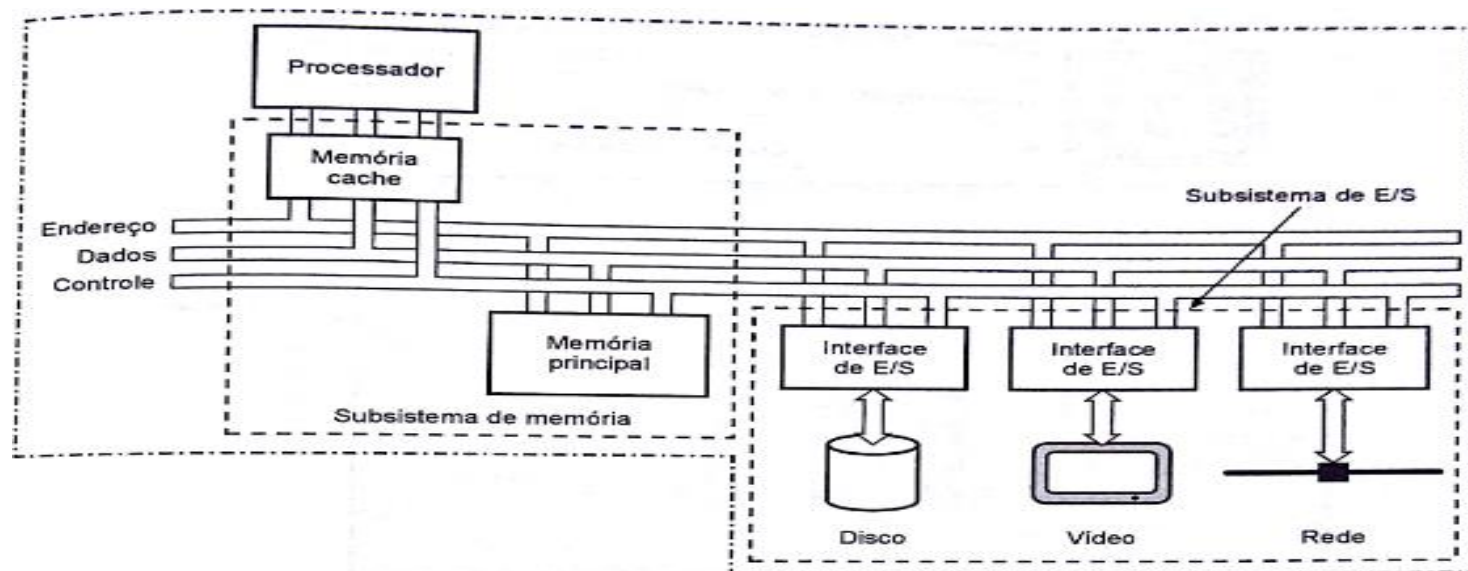 Processador
Memória
cache
Subsistema de E/S
Endereço
Dados
Controle
Memória
principal
Interface
de E/S
Interface
de E/S
Interface
de E/S
Subsistema de memória
Disco
Vídeo
Rede